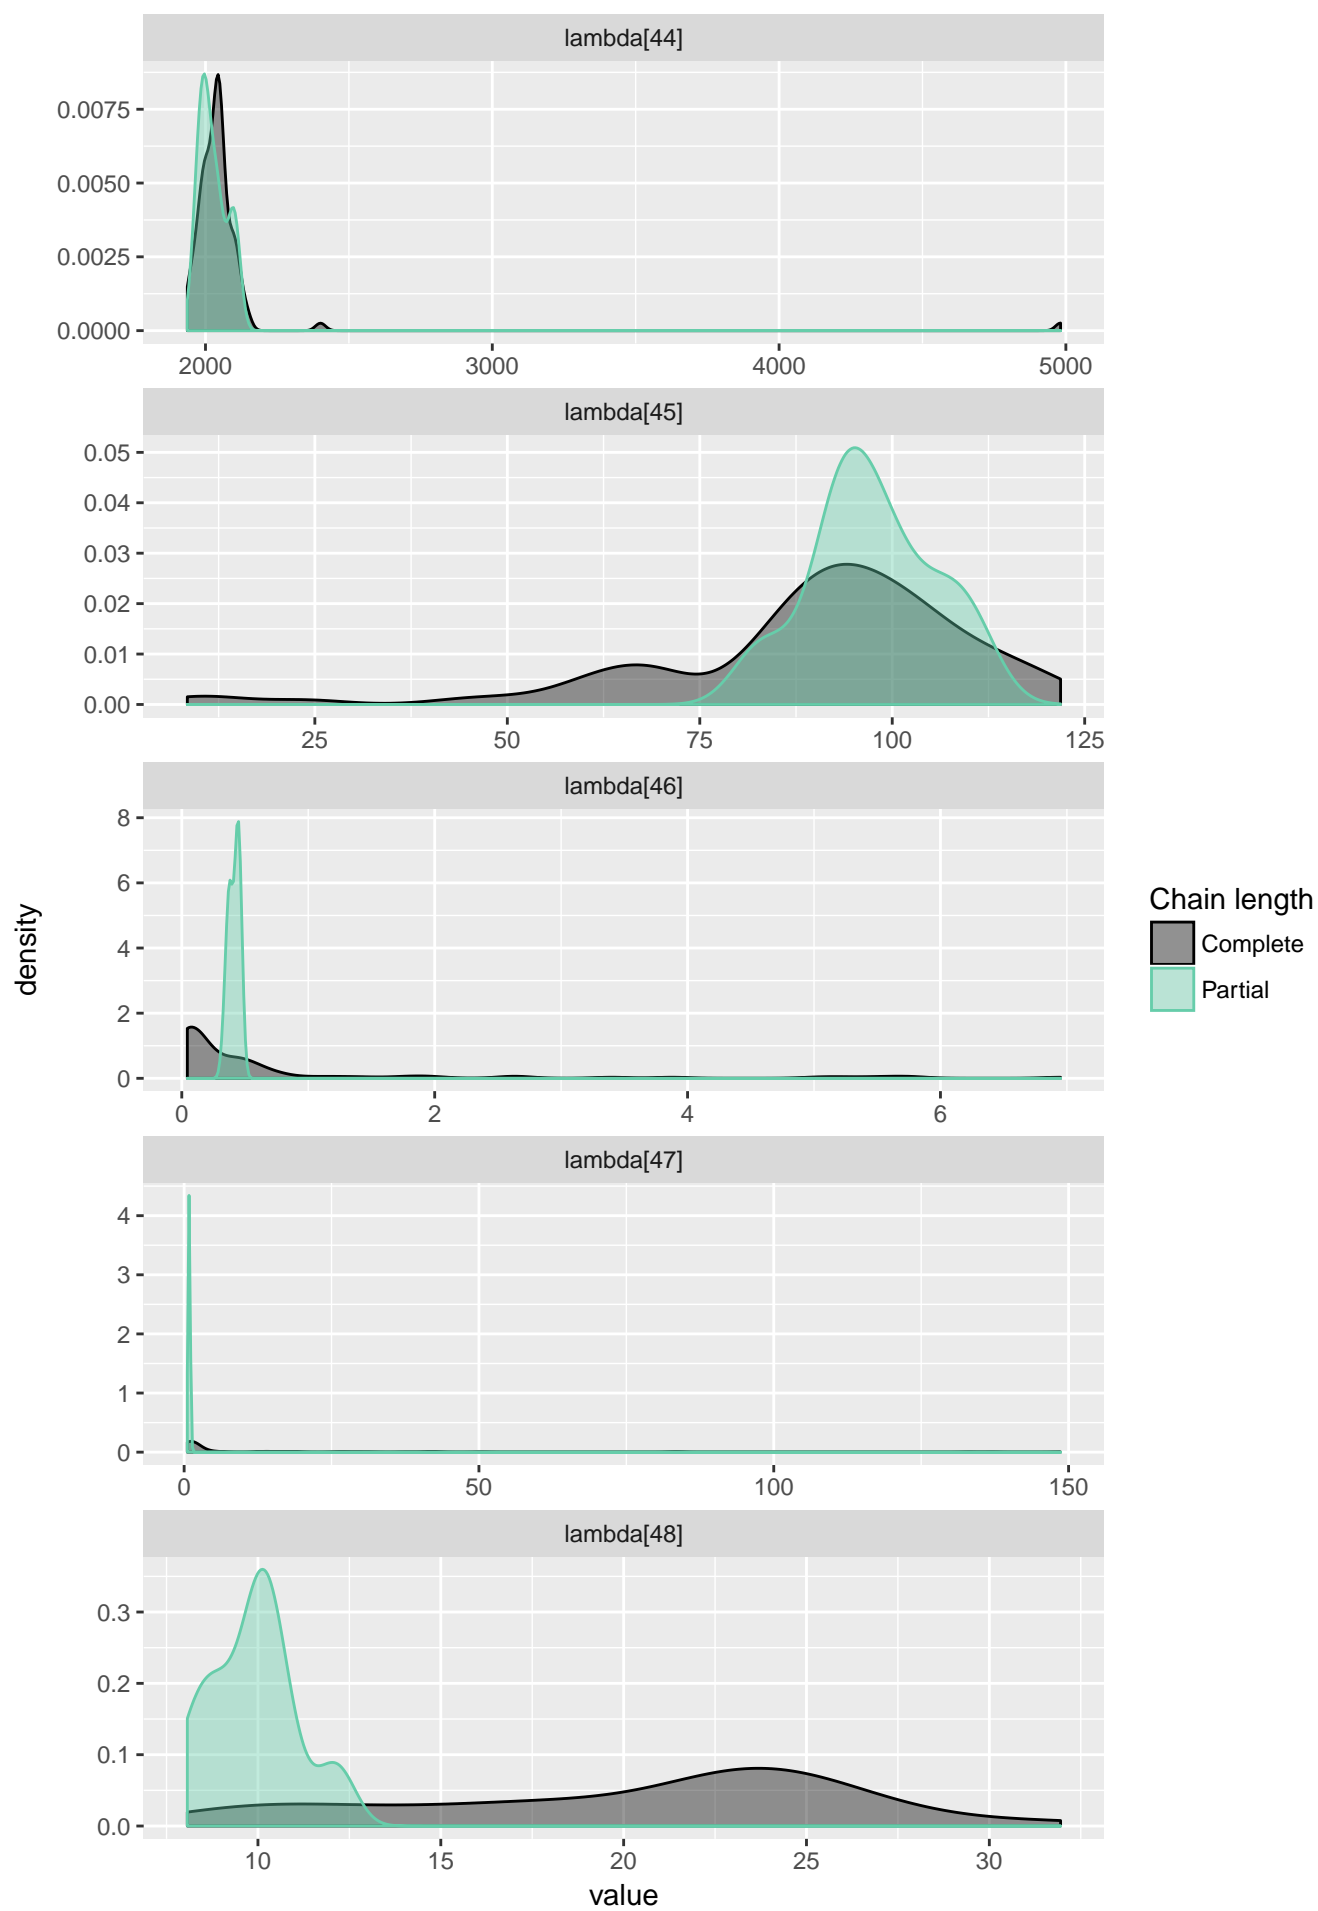 lambda[44]
0.0075
0.0050
0.0025
0.0000
2000 3000 4000 5000
lambda[45]
0.05
0.04
0.03
0.02
0.01
0.00
25 50 75 100 125
lambda[46]
8
6
4
2
0
0 2 4 6
lambda[47]
4
3
2
1
0
0 50 100 150
lambda[48]
0.3
0.2
0.1
0.0
10 15 20 25 30
value
density
Chain length
Complete
Partial